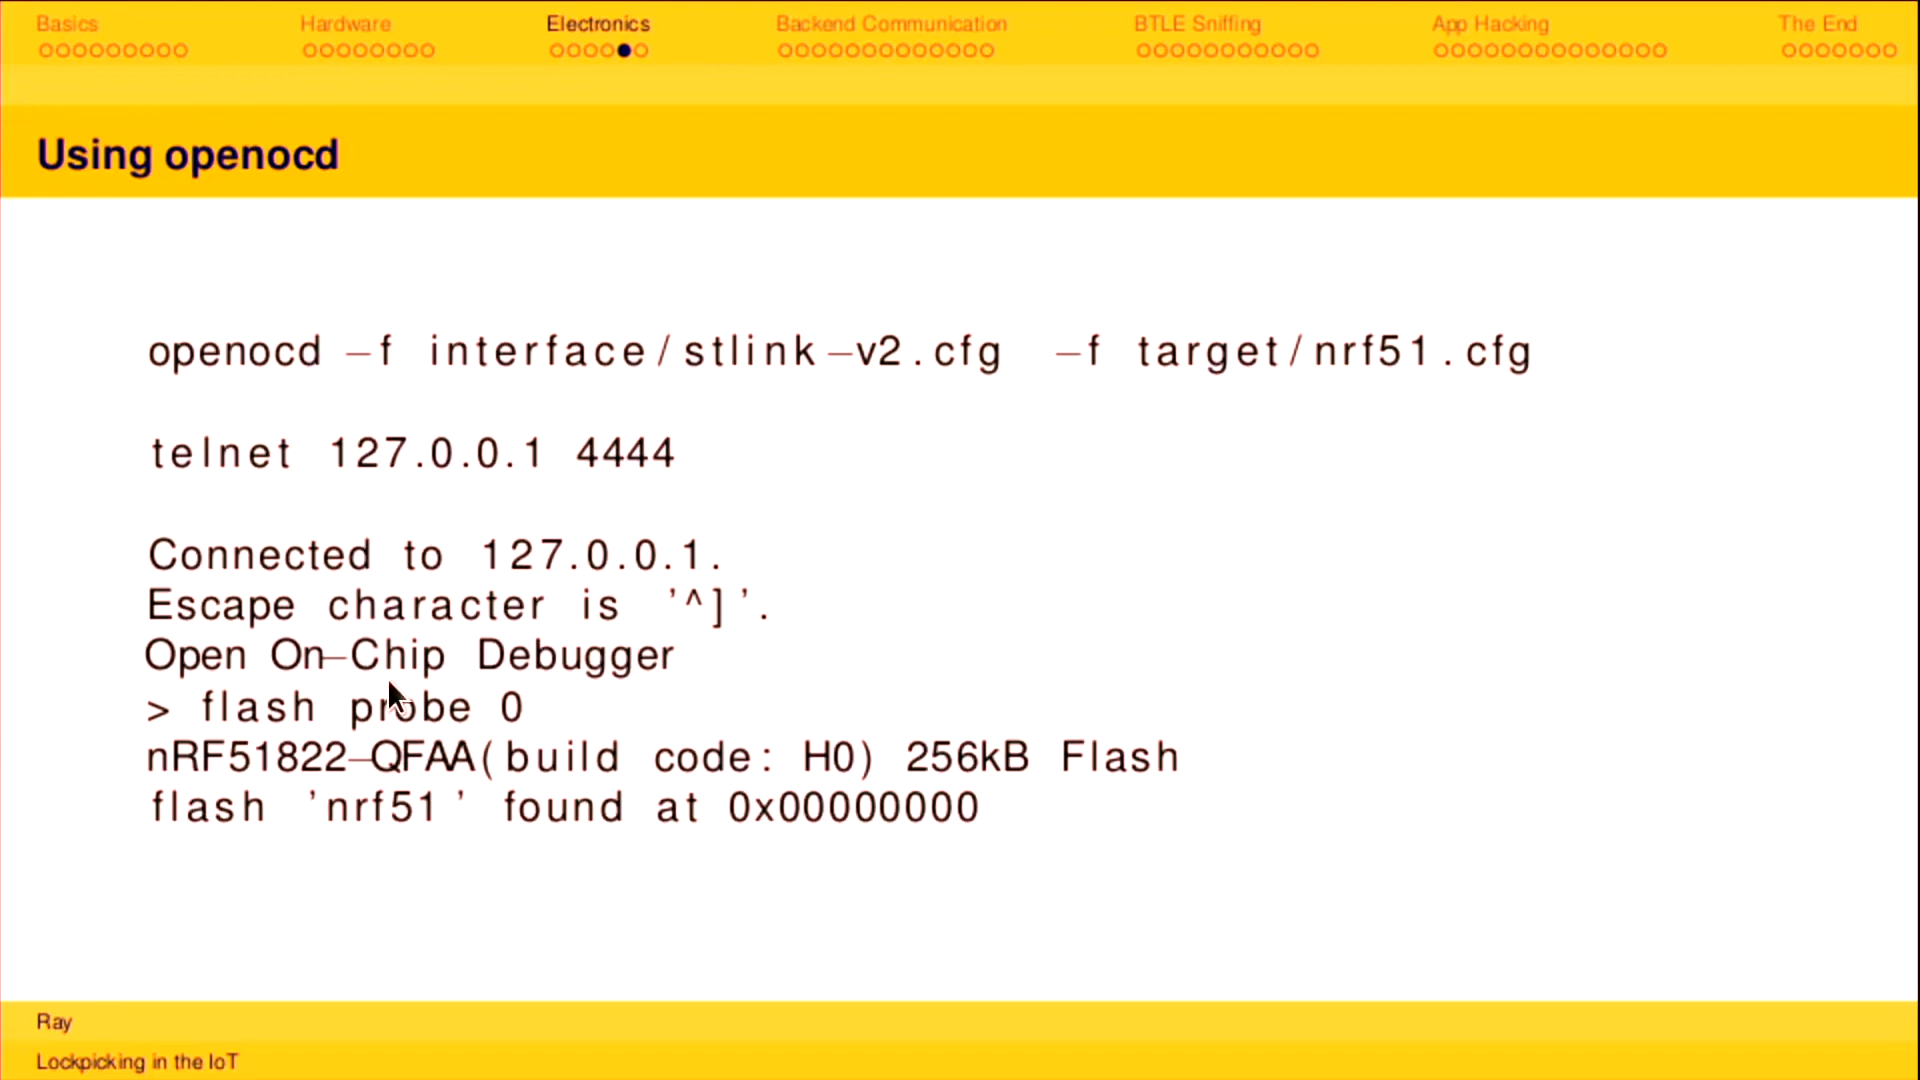 Basics Hardware Electronics Backend Communication BTLE Sniffing App Hacking The End
Using openocd
openocd –f interface/stlink–v2.cfg –f target/nrf51.cfg
telnet 127.0.0.1 4444
Connected to 127.0.0.1.
Escape character is '^]'.
Open On–Chip Debugger
> flash probe 0
nRF51822–QFAA(build code: H0) 256kB Flash
flash 'nrf51' found at 0x00000000
Ray
Lockpicking in the IoT